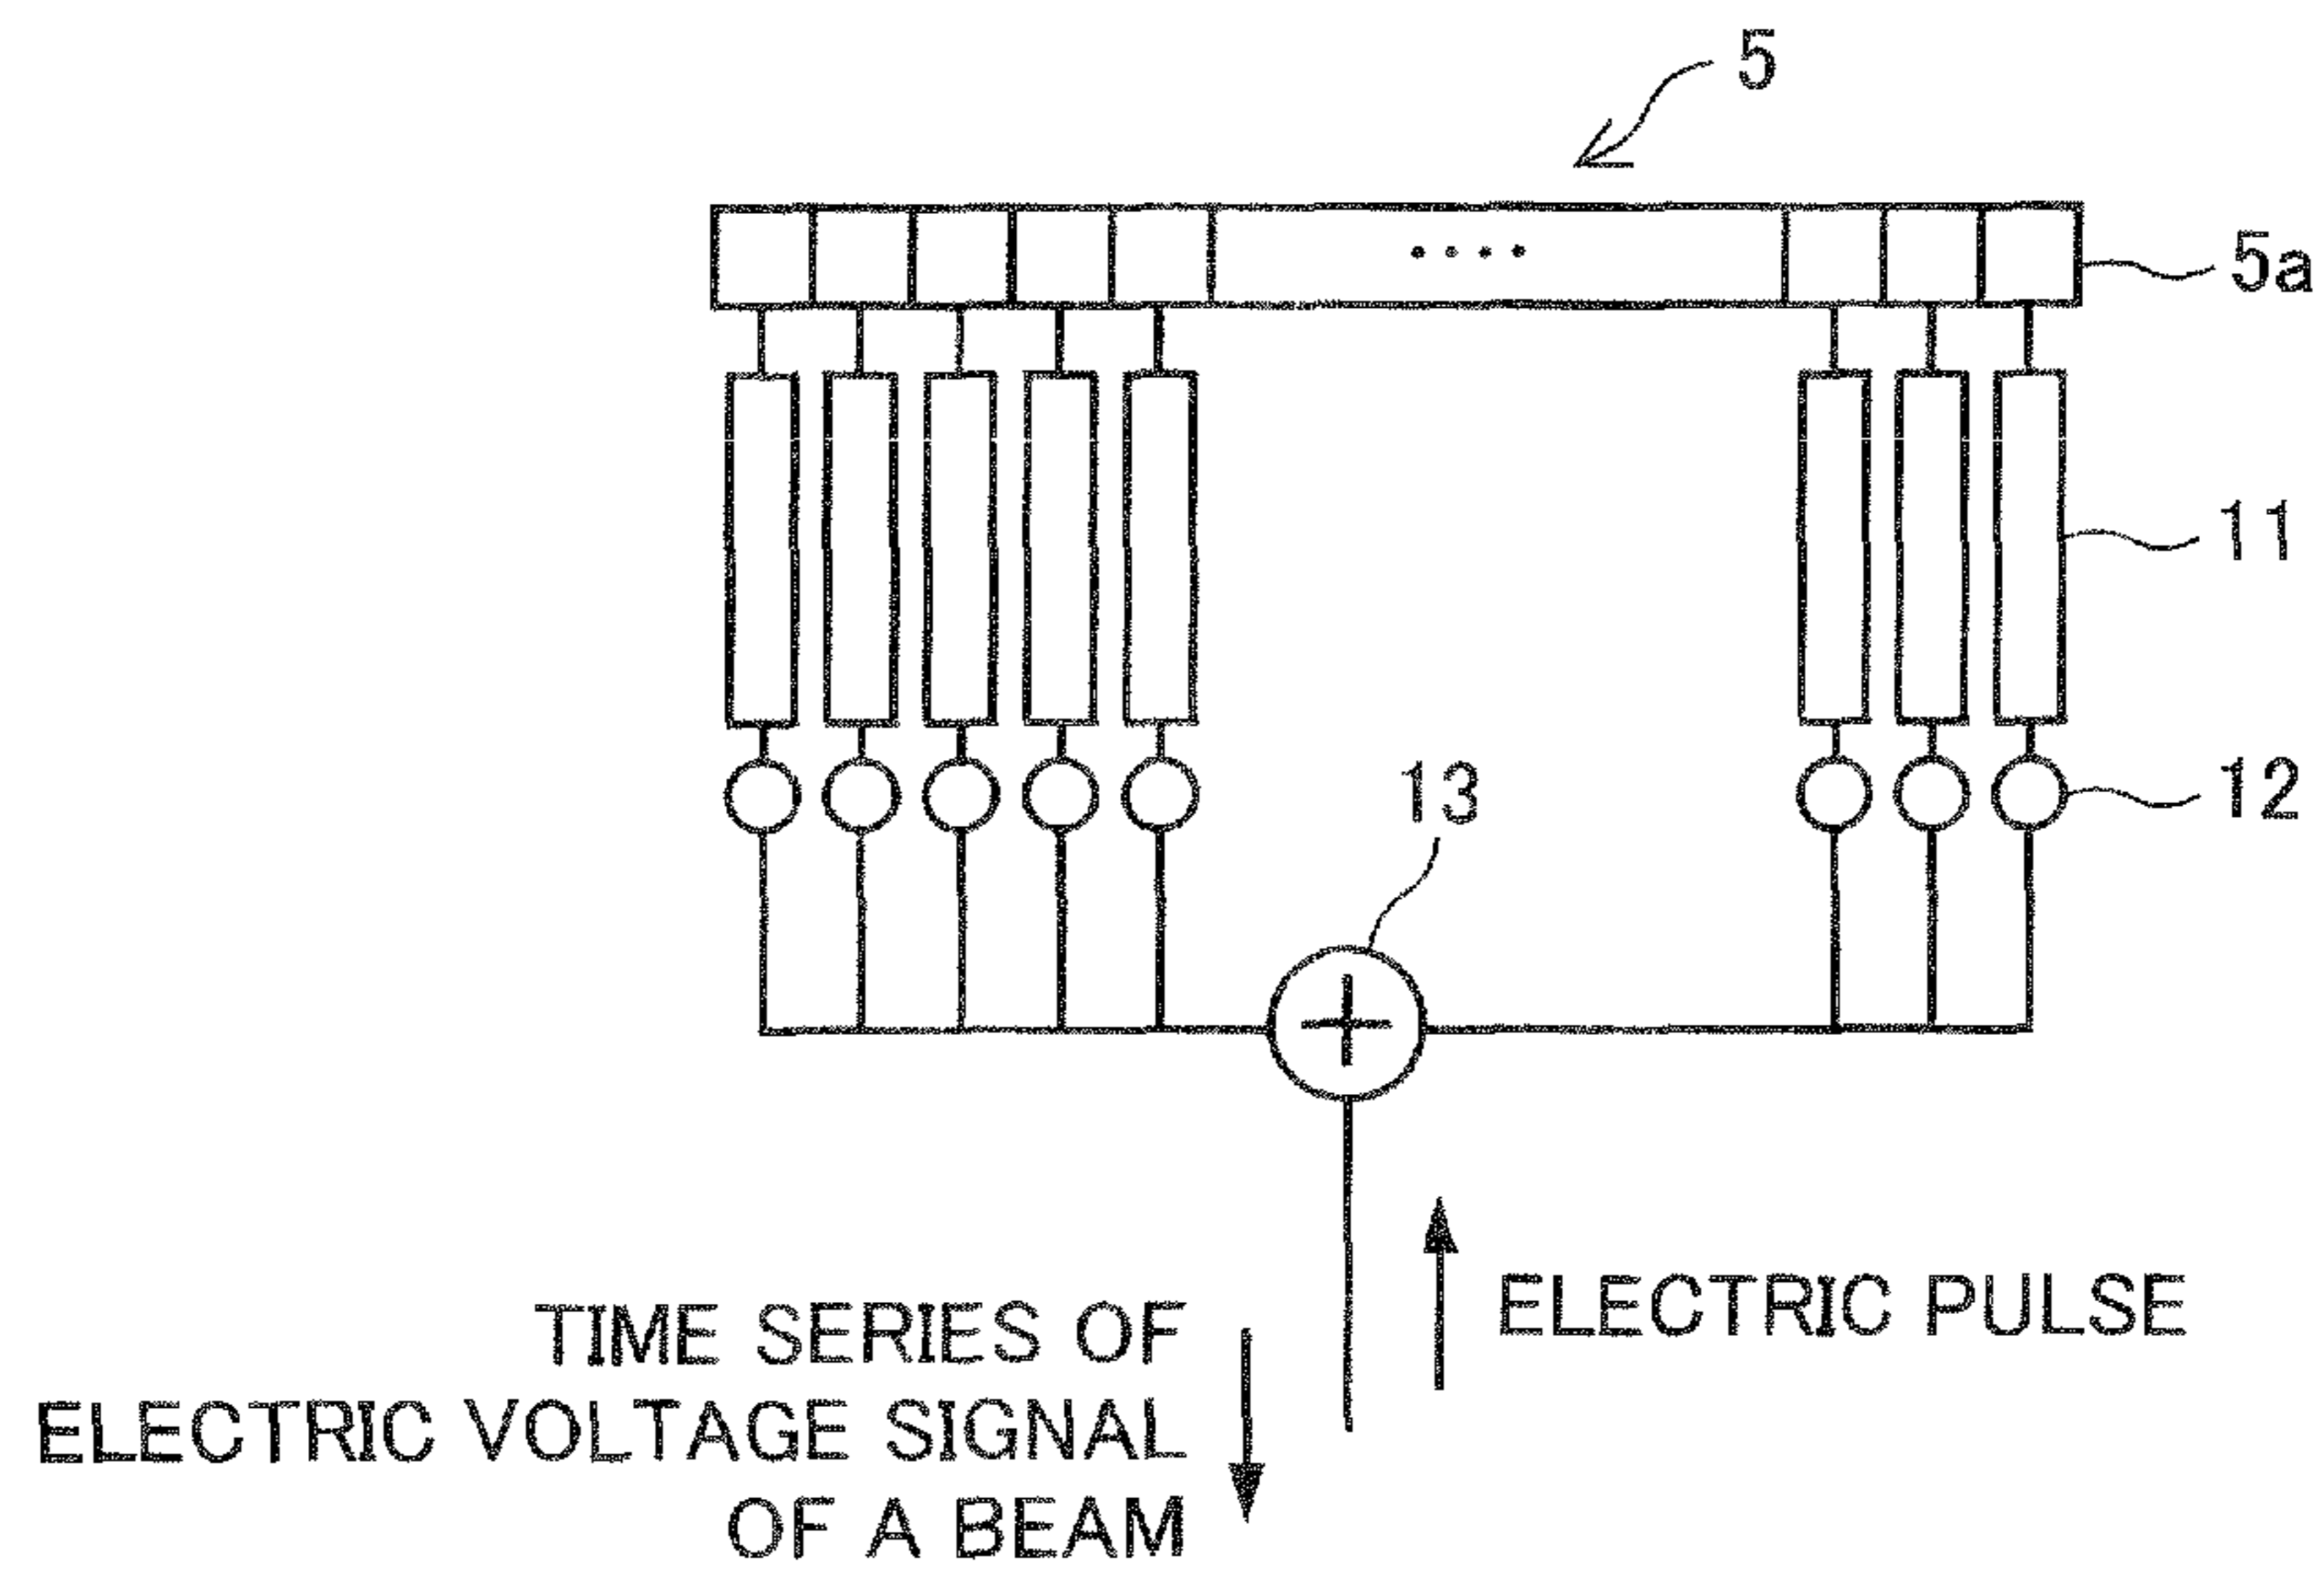 5
5a
11
12
13
ELECTRIC PULSE
TIME SERIES OF
ELECTRIC VOLTAGE SIGNAL
OF A BEAM